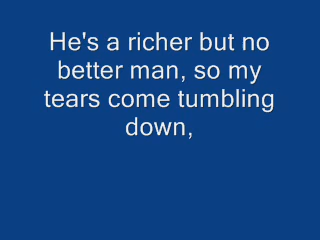 He's a richer but no
better man, so my
tears come tumbling
down,